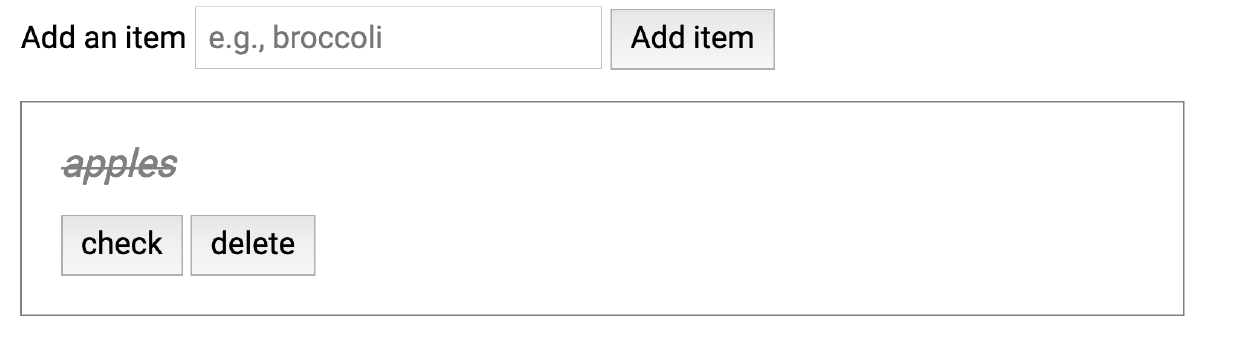 Add an item e.g., broccoli Add item
apples
check delete